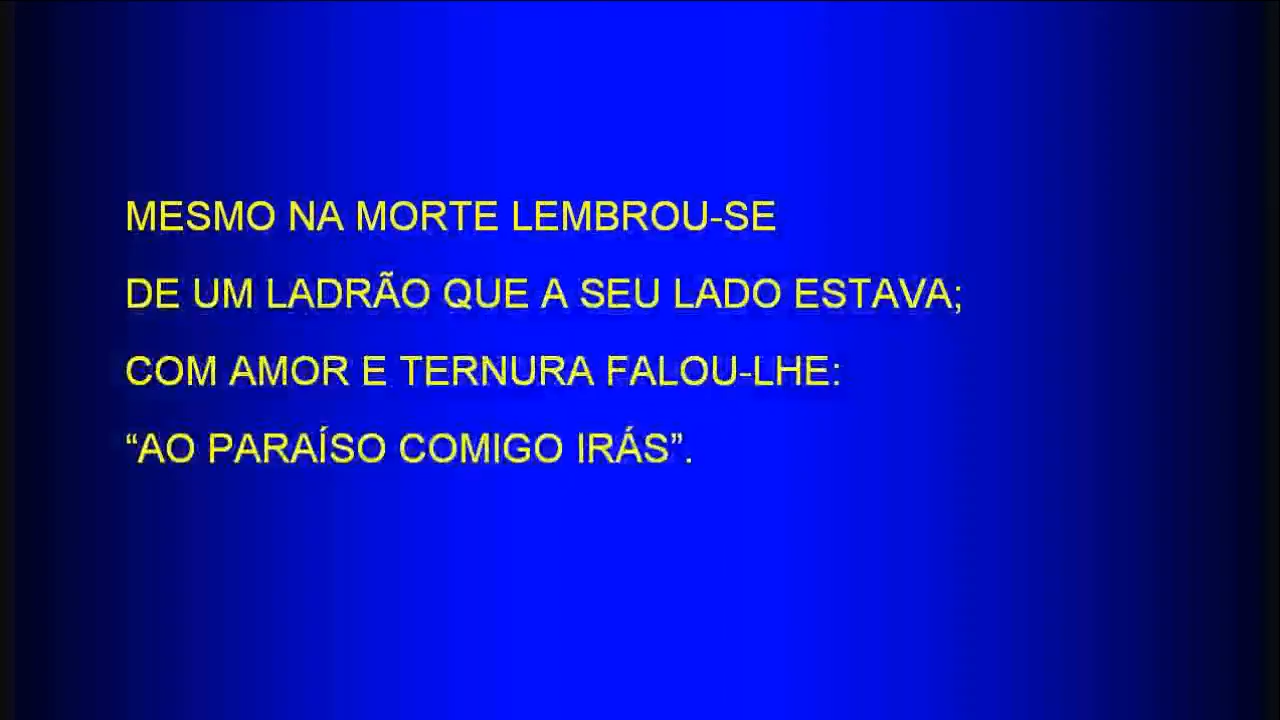 MESMO NA MORTE LEMBROU-SE
DE UM LADRÃO QUE A SEU LADO ESTAVA;
COM AMOR E TERNURA FALOU-LHE:
“AO PARAÍSO COMIGO IRÁS”.